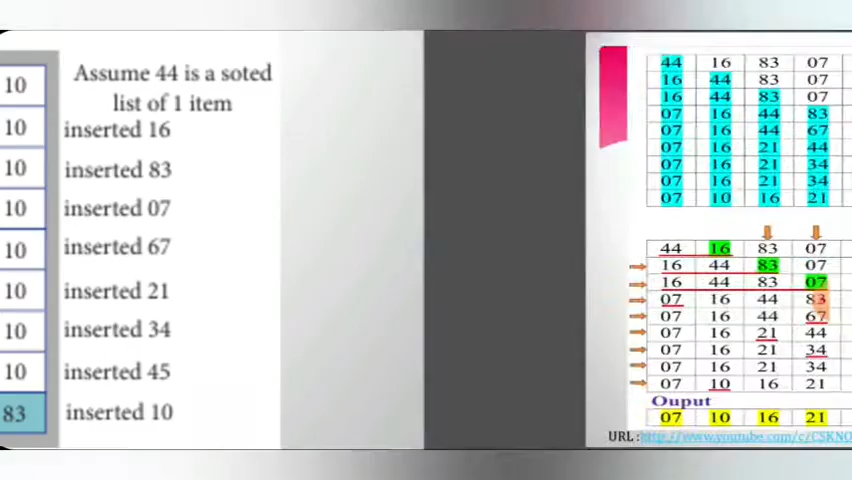 10 Assume 44 is a soted
list of 1 item
10 inserted 16
10 inserted 83
10 inserted 07
10 inserted 67
10 inserted 21
10 inserted 34
10 inserted 45
83 inserted 10
44 16 83 07
16 44 83 07
16 44 83 07
07 16 44 83
07 16 44 67
07 16 21 44
07 16 21 34
07 16 21 34
07 10 16 21
44 16 83 07
16 44 83 07
16 44 83 07
07 16 44 83
07 16 44 67
07 16 21 44
07 16 21 34
07 16 21 34
07 10 16 21
Ouput
07 10 16 21
URL : http://www.youtube.com/c/CSKNO